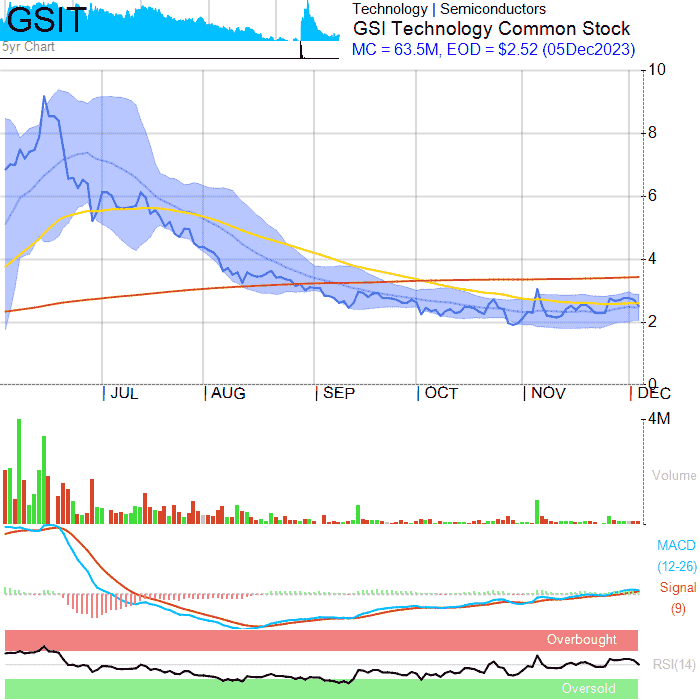 GSIT
5yr Chart
Technology | Semiconductors
GSI Technology Common Stock
MC = 63.5M, EOD = $2.52 (05Dec2023)
10
8
6
4
2
0
JUL
AUG
SEP
OCT
NOV
DEC
4M
Volume
MACD
(12-26)
Signal
(9)
Overbought
RSI(14)
Oversold